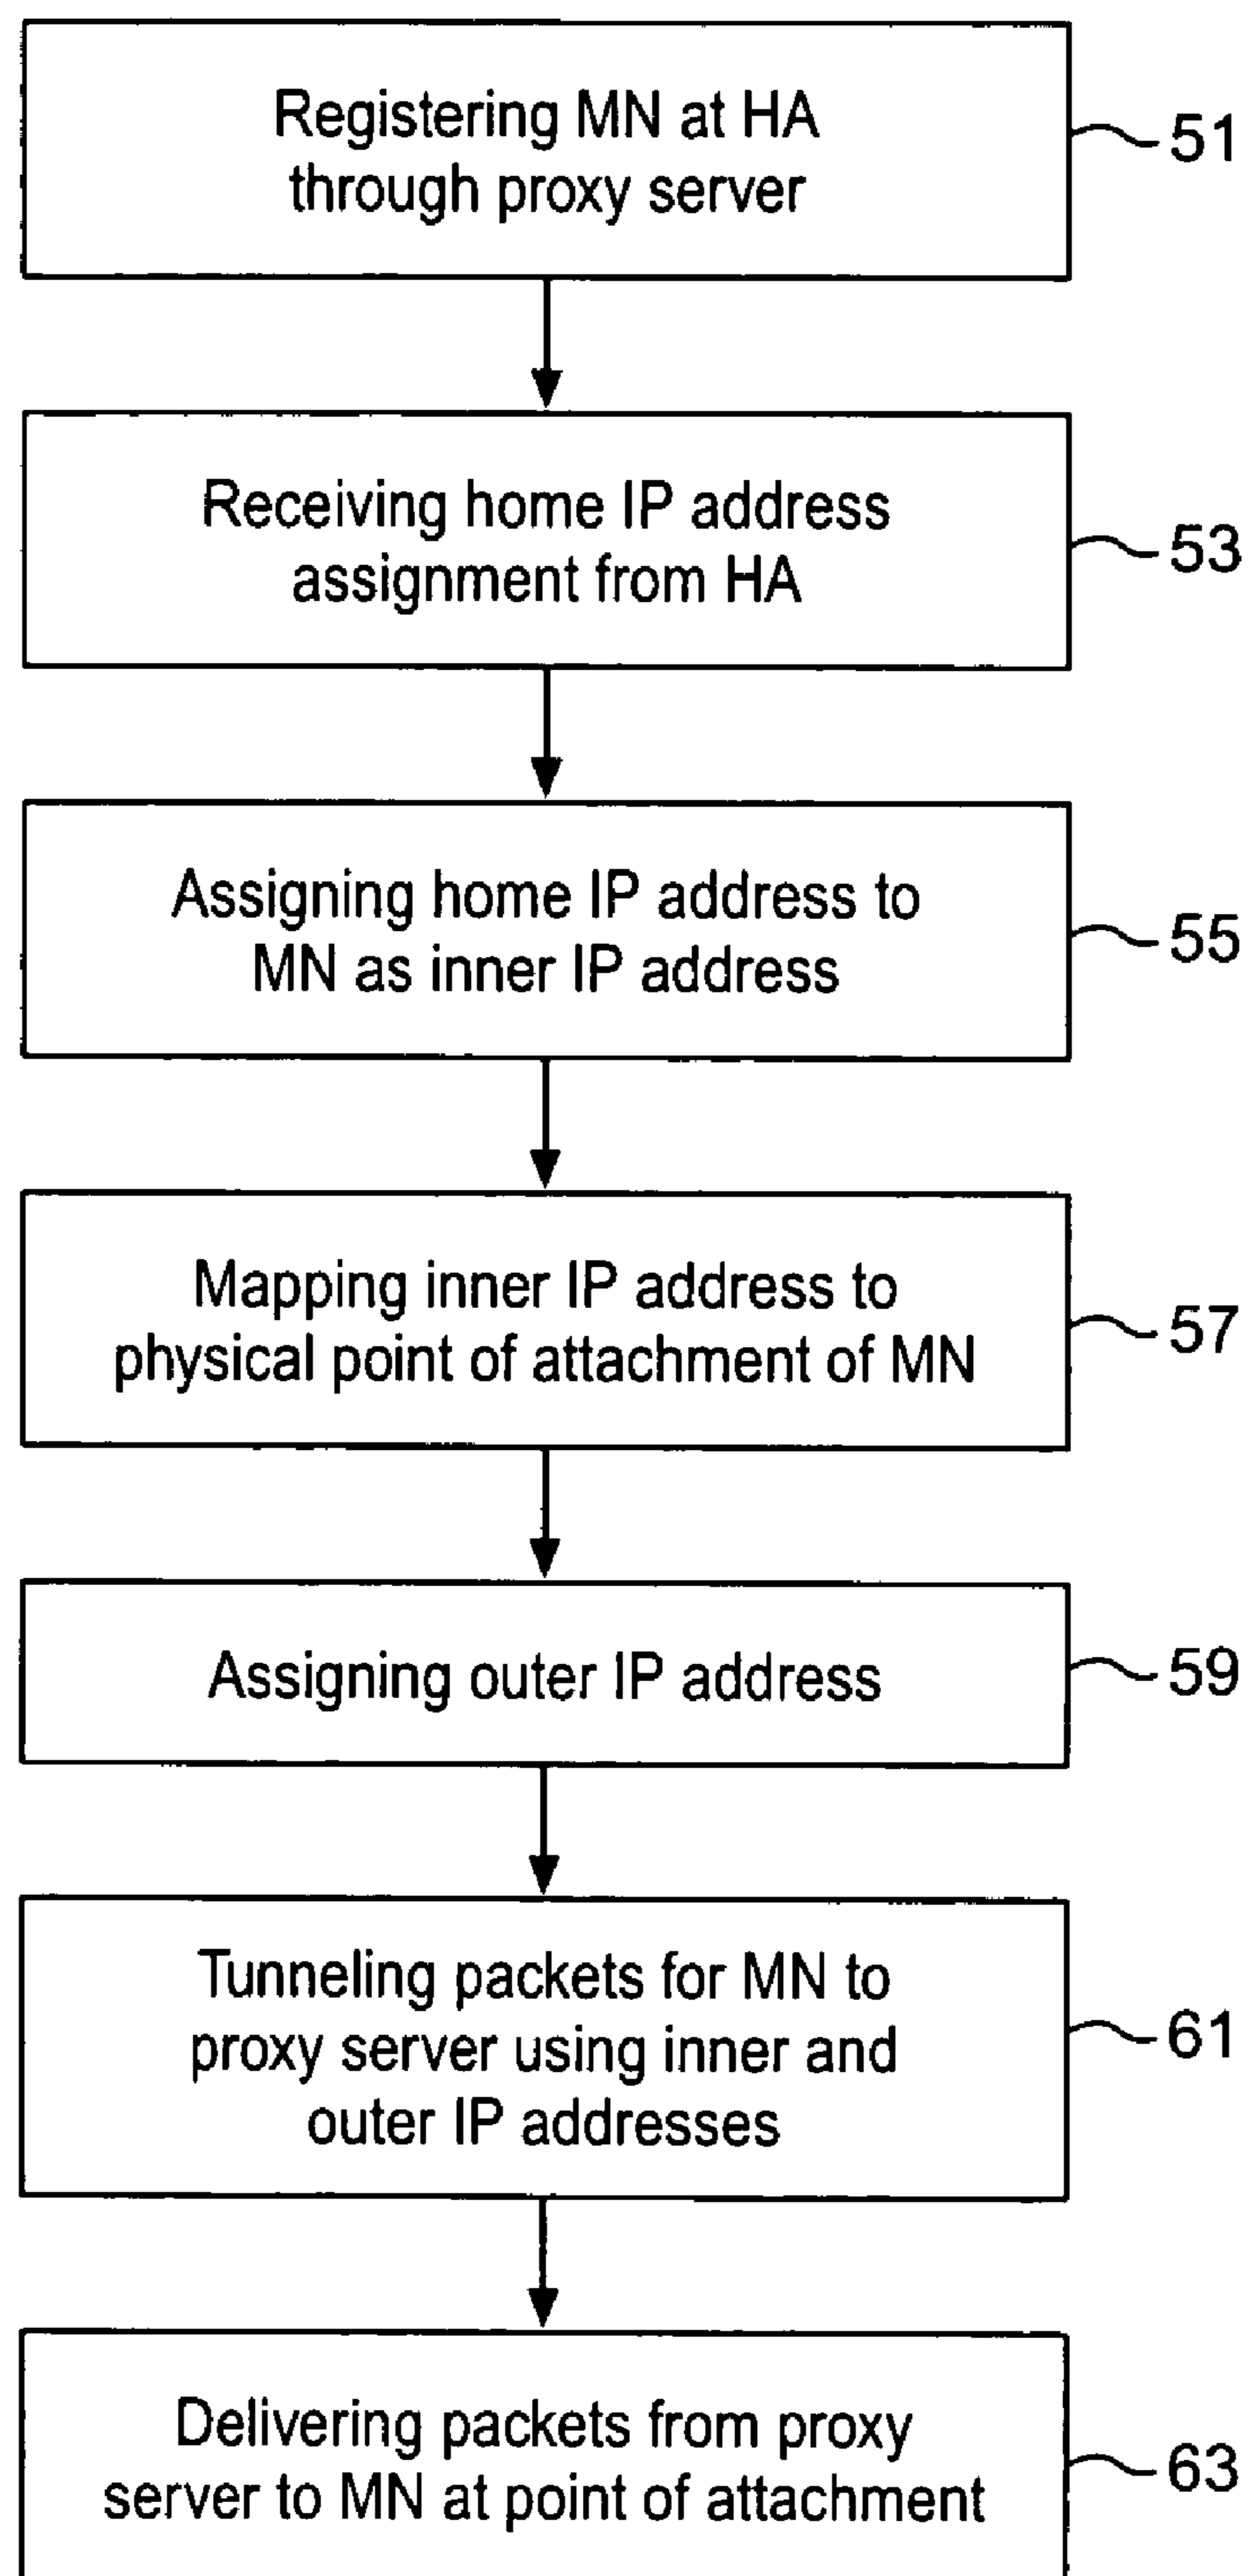 Registering MN at HA
through proxy server
51
Receiving home IP address
assignment from HA
53
Assigning home IP address to
MN as inner IP address
55
Mapping inner IP address to
physical point of attachment of MN
57
Assigning outer IP address
59
Tunneling packets for MN to
proxy server using inner and
outer IP addresses
61
Delivering packets from proxy
server to MN at point of attachment
63